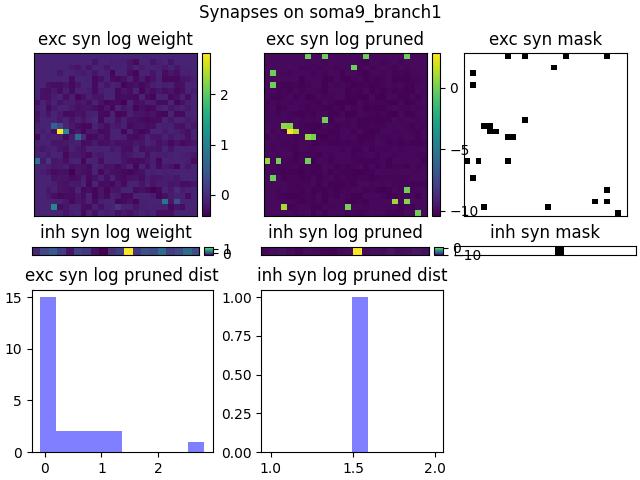 Synapses on soma9_branch1
exc syn log weight
exc syn log pruned
exc syn mask
2
1
0
0
−5
−10
inh syn log weight
inh syn log pruned
inh syn mask
1
0
0
−10
exc syn log pruned dist
inh syn log pruned dist
15
10
5
0
0
1
2
1.00
0.75
0.50
0.25
0.00
1.0
1.5
2.0